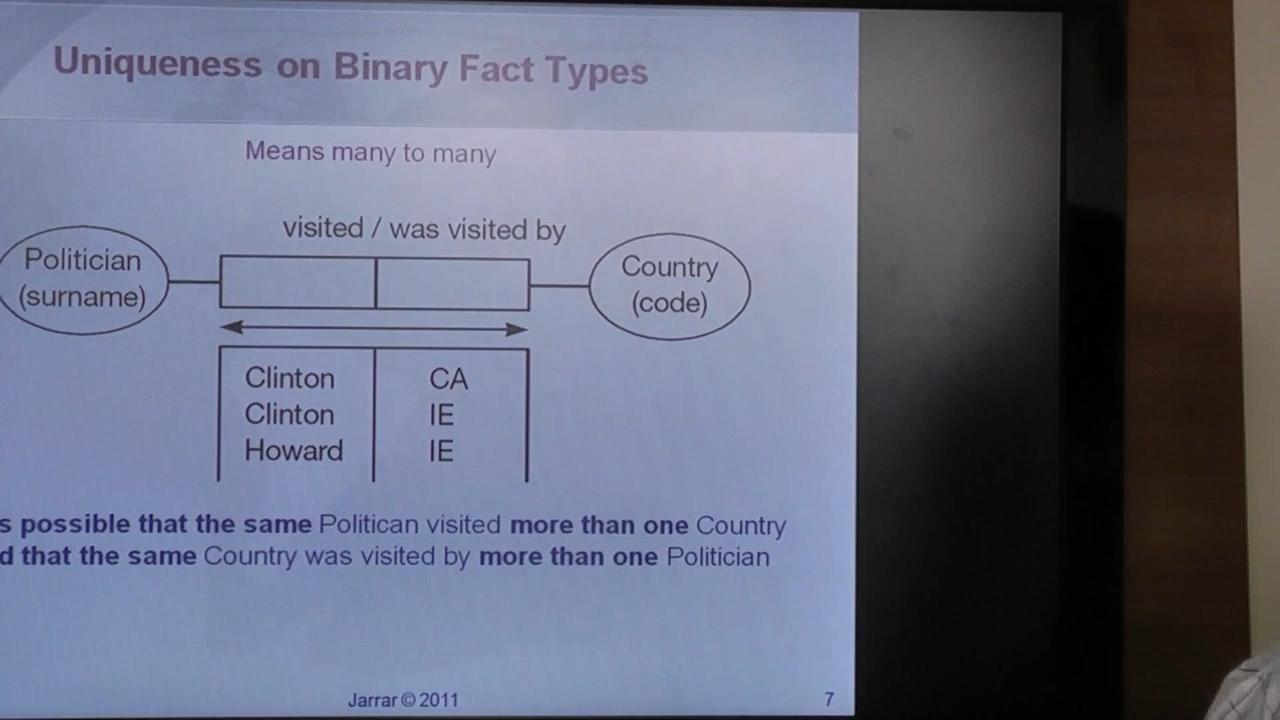 Uniqueness on Binary Fact Types
Means many to many
visited / was visited by
Politician
(surname)
Country
(code)
Clinton CA
Clinton IE
Howard IE
possible that the same Politican visited more than one Country
that the same Country was visited by more than one Politician
Jarrar © 2011
7